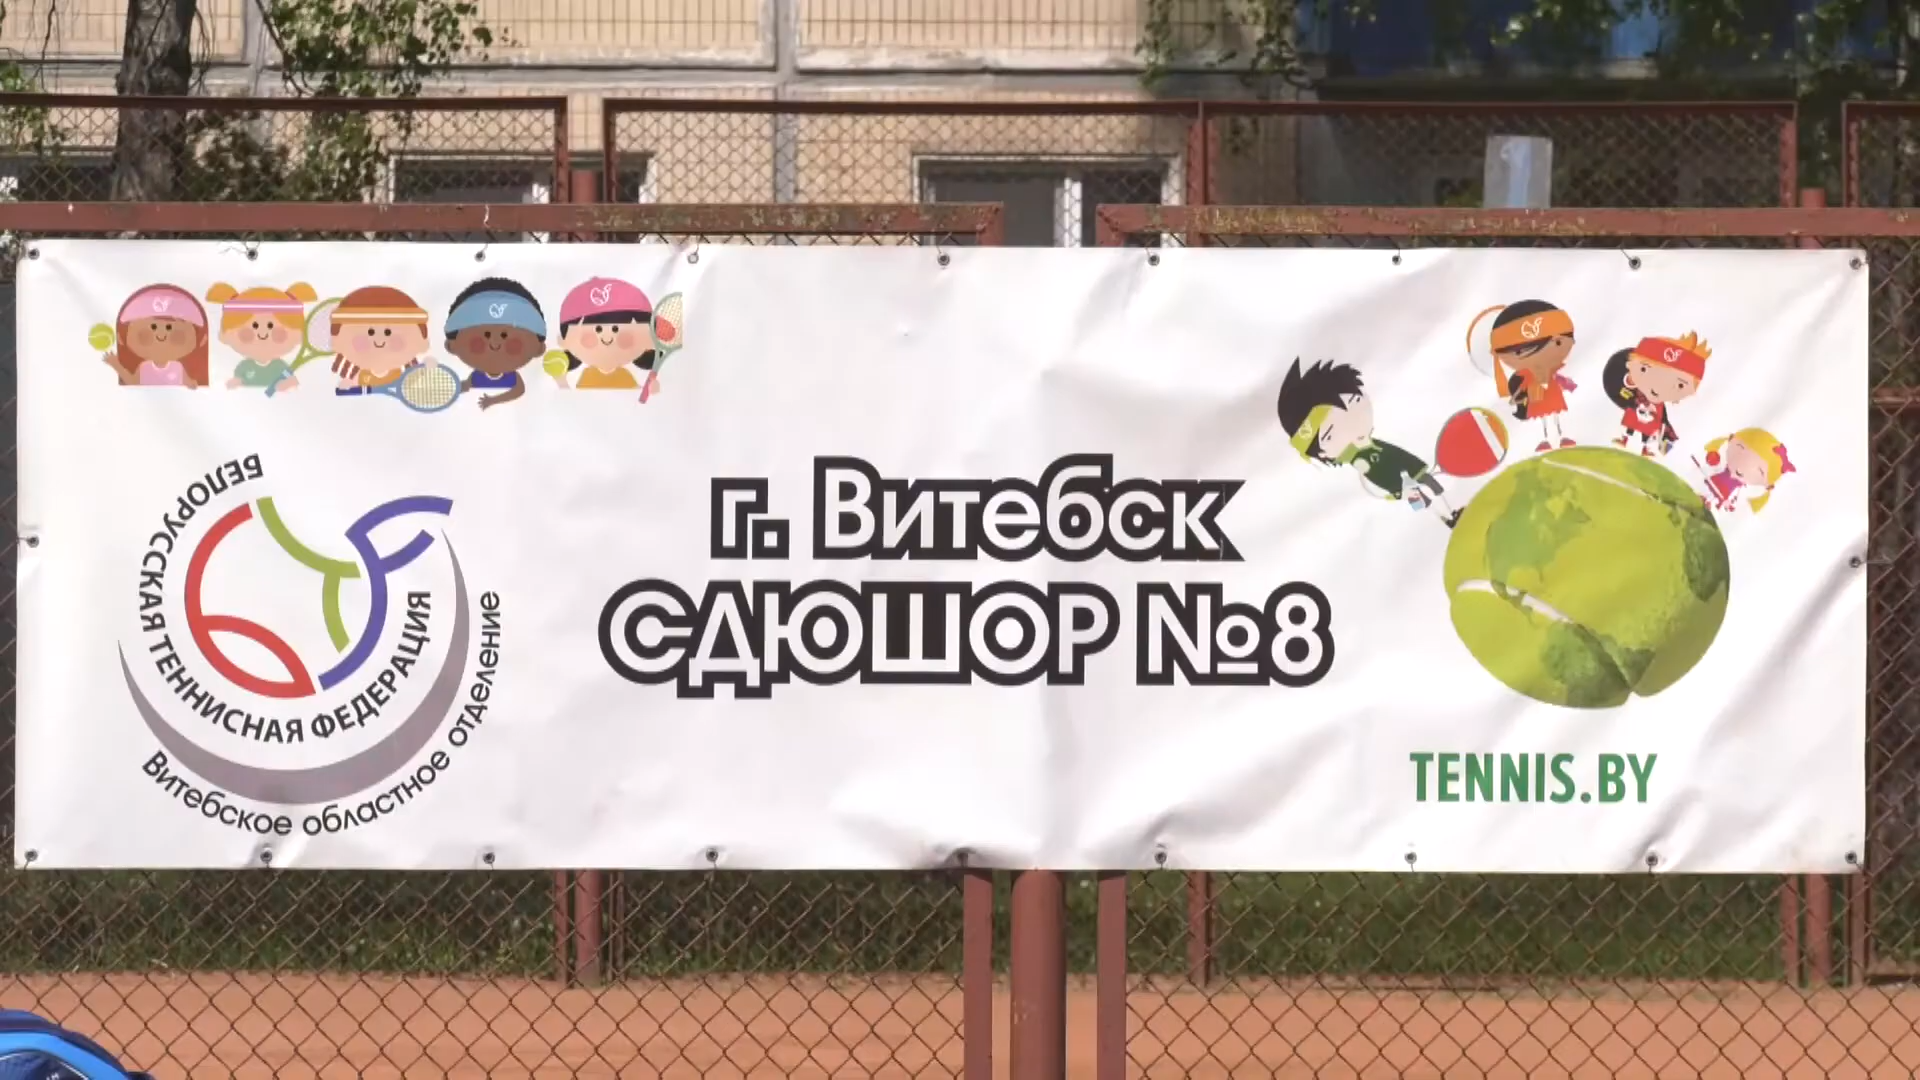 БЕЛОРУССКАЯ ТЕННИСНАЯ ФЕДЕРАЦИЯ
Витебское областное отделение
г. Витебск
СДЮШОР №8
TENNIS.BY